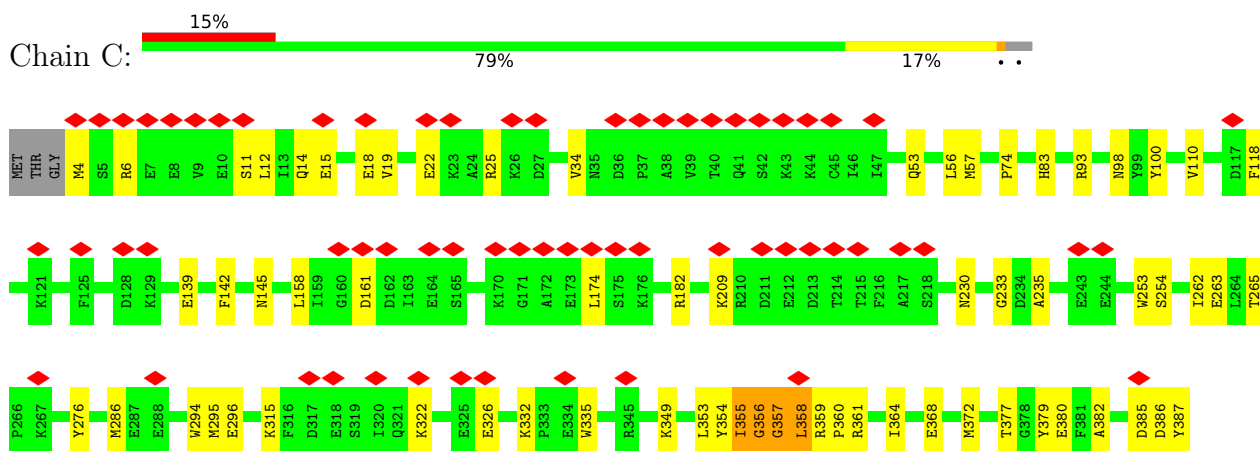 15%
Chain C:
79% 17% • •
MET THR GLY M4 S5 R6 E7 E8 V9 E10 S11 L12 I13 Q14 E15 E18 V19 E22 K23 A24 R25 K26 D27 V34 N35 D36 P37 A38 V39 T40 Q41 S42 K43 K44 C45 I46 I47 Q53 L56 M57 P74 H83 R93 N98 Y99 Y100 V110 D117 F118
K121 F125 D128 K129 E139 F142 N145 L158 I159 G160 D161 D162 I163 E164 S165 K170 G171 A172 E173 L174 S175 K176 R182 K209 R210 D211 E212 D213 T214 T215 F216 A217 S218 N230 G233 D234 A235 E243 E244 W253 S254 I262 E263 L264 T265
P266 K267 Y276 M286 E287 E288 W294 M295 E296 K315 F316 D317 E318 S319 I320 Q321 K322 E325 E326 K332 P333 E334 W335 R345 K349 L353 Y354 I355 G356 G357 L358 R359 P360 R361 I364 E368 M372 T377 G378 Y379 E380 F381 A382 D385 D386 Y387